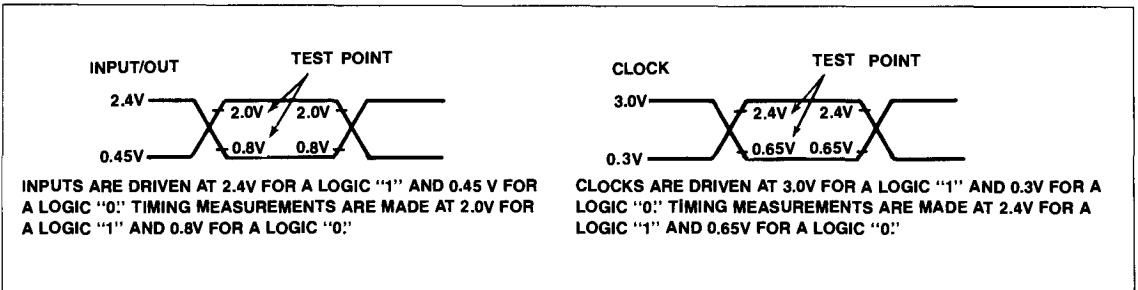 INPUT/OUT
TEST POINT
2.4V
2.0V 2.0V
0.8V 0.8V
0.45V
INPUTS ARE DRIVEN AT 2.4V FOR A LOGIC “1” AND 0.45 V FOR
A LOGIC “0.” TIMING MEASUREMENTS ARE MADE AT 2.0V FOR
A LOGIC “1” AND 0.8V FOR A LOGIC “0.”
CLOCK
TEST POINT
3.0V
2.4V 2.4V
0.65V 0.65V
0.3V
CLOCKS ARE DRIVEN AT 3.0V FOR A LOGIC “1” AND 0.3V FOR A
LOGIC “0.” TIMING MEASUREMENTS ARE MADE AT 2.4V FOR A
LOGIC “1” AND 0.65V FOR A LOGIC “0.”